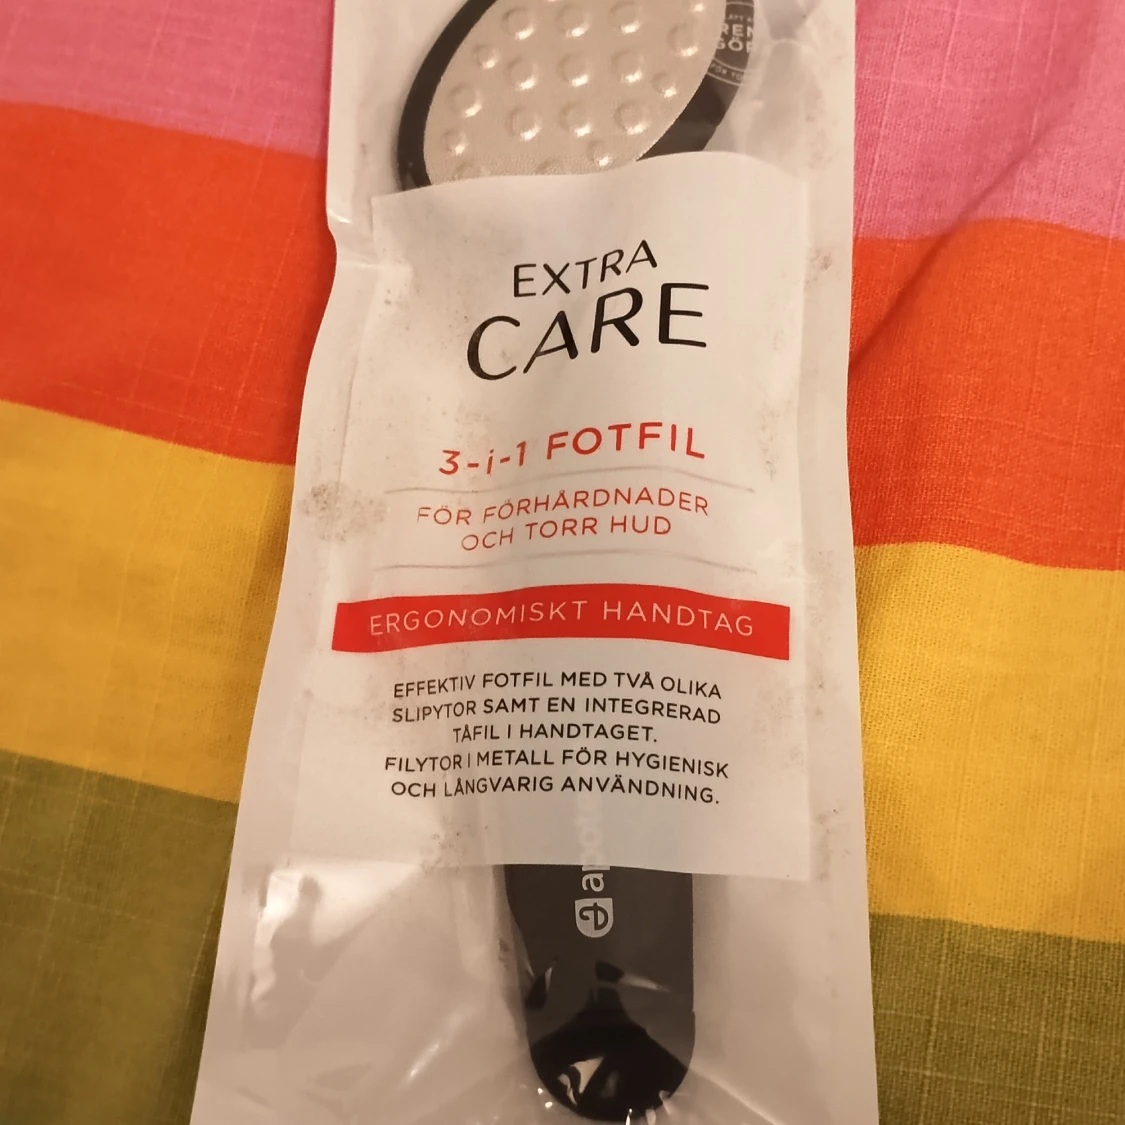 EXTRA
CARE
3-i-1 FOTFIL
FÖR FÖRHÅRDNADER
OCH TORR HUD
ERGONOMISKT HANDTAG
EFFEKTIV FOTFIL MED TVÅ OLIKA
SLIPYTOR SAMT EN INTEGRERAD
TÅFIL I HANDTAGET.
FILYTOR I METALL FÖR HYGIENISK
OCH LÅNGVARIG ANVÄNDNING.